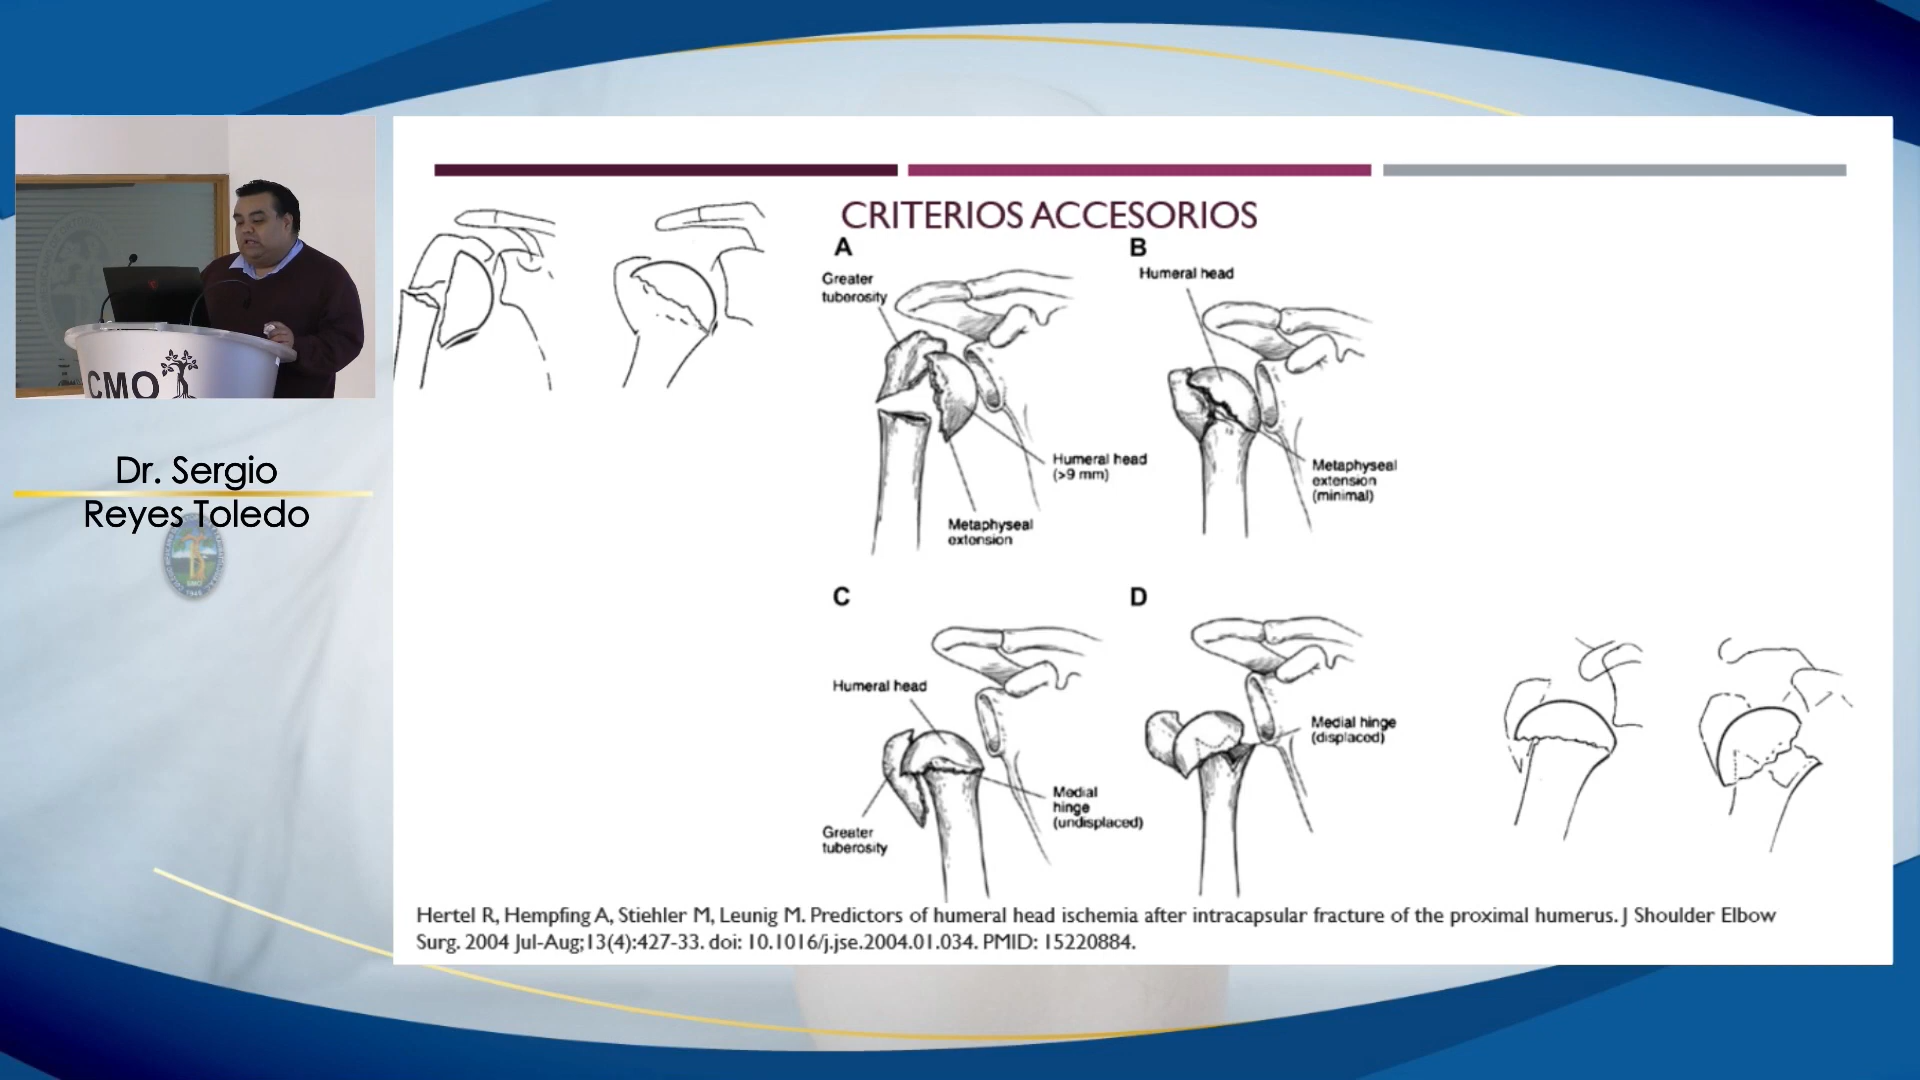 CRITERIOS ACCESORIOS
A
B
Greater
tuberosity
Humeral head
Humeral head
(>9 mm)
Metaphyseal
extension
(minimal)
Metaphyseal
extension
CMO
Dr. Sergio
Reyes Toledo
C
D
Humeral head
Medial hinge
(displaced)
Medial
hinge
(undisplaced)
Greater
tuberosity
Hertel R, Hempfing A, Stiehler M, Leunig M. Predictors of humeral head ischemia after intracapsular fracture of the proximal humerus. J Shoulder Elbow
Surg. 2004 Jul-Aug;13(4):427-33. doi: 10.1016/j.jse.2004.01.034. PMID: 15220884.